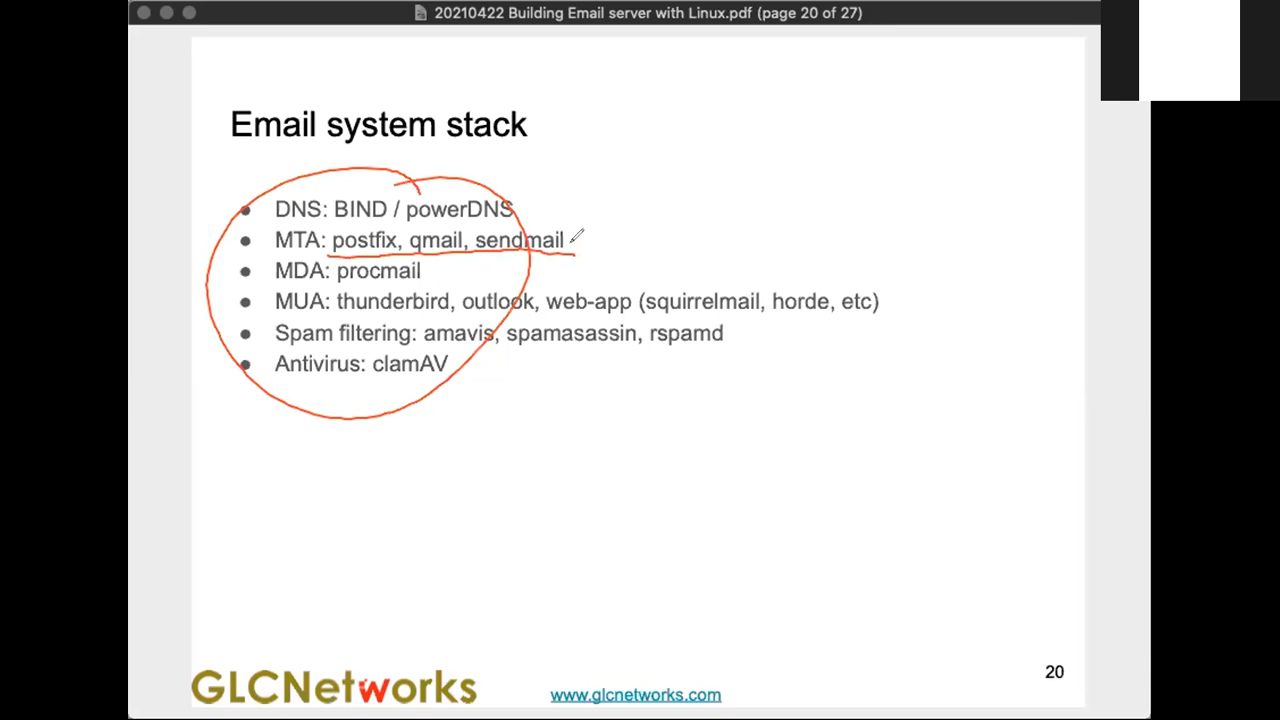 20210422 Building Email server with Linux.pdf (page 20 of 27)
Email system stack
● DNS: BIND / powerDNS
● MTA: postfix, qmail, sendmail
● MDA: procmail
● MUA: thunderbird, outlook, web-app (squirrelmail, horde, etc)
● Spam filtering: amavis, spamasassin, rspamd
● Antivirus: clamAV
20
GLCNetworks
www.glcnetworks.com